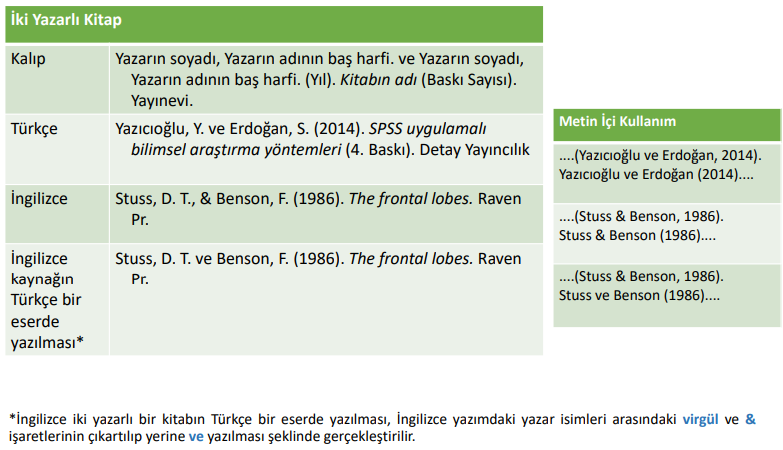 İki Yazarlı Kitap
Kalıp
Yazarın soyadı, Yazarın adının baş harfi. ve Yazarın soyadı,
Yazarın adının baş harfi. (Yıl). Kitabın adı (Baskı Sayısı).
Yayınevi.
Türkçe
Yazıcıoğlu, Y. ve Erdoğan, S. (2014). SPSS uygulamalı
bilimsel araştırma yöntemleri (4. Baskı). Detay Yayıncılık
İngilizce
Stuss, D. T., & Benson, F. (1986). The frontal lobes. Raven
Pr.
İngilizce
kaynağın
Türkçe bir
eserde
yazılması*
Stuss, D. T. ve Benson, F. (1986). The frontal lobes. Raven
Pr.
Metin İçi Kullanım
....(Yazıcıoğlu ve Erdoğan, 2014).
Yazıcıoğlu ve Erdoğan (2014)....
....(Stuss & Benson, 1986).
Stuss & Benson (1986)....
....(Stuss & Benson, 1986).
Stuss ve Benson (1986)....
*İngilizce iki yazarlı bir kitabın Türkçe bir eserde yazılması, İngilizce yazımdaki yazar isimleri arasındaki virgül ve &
işaretlerinin çıkartılıp yerine ve yazılması şeklinde gerçekleştirilir.